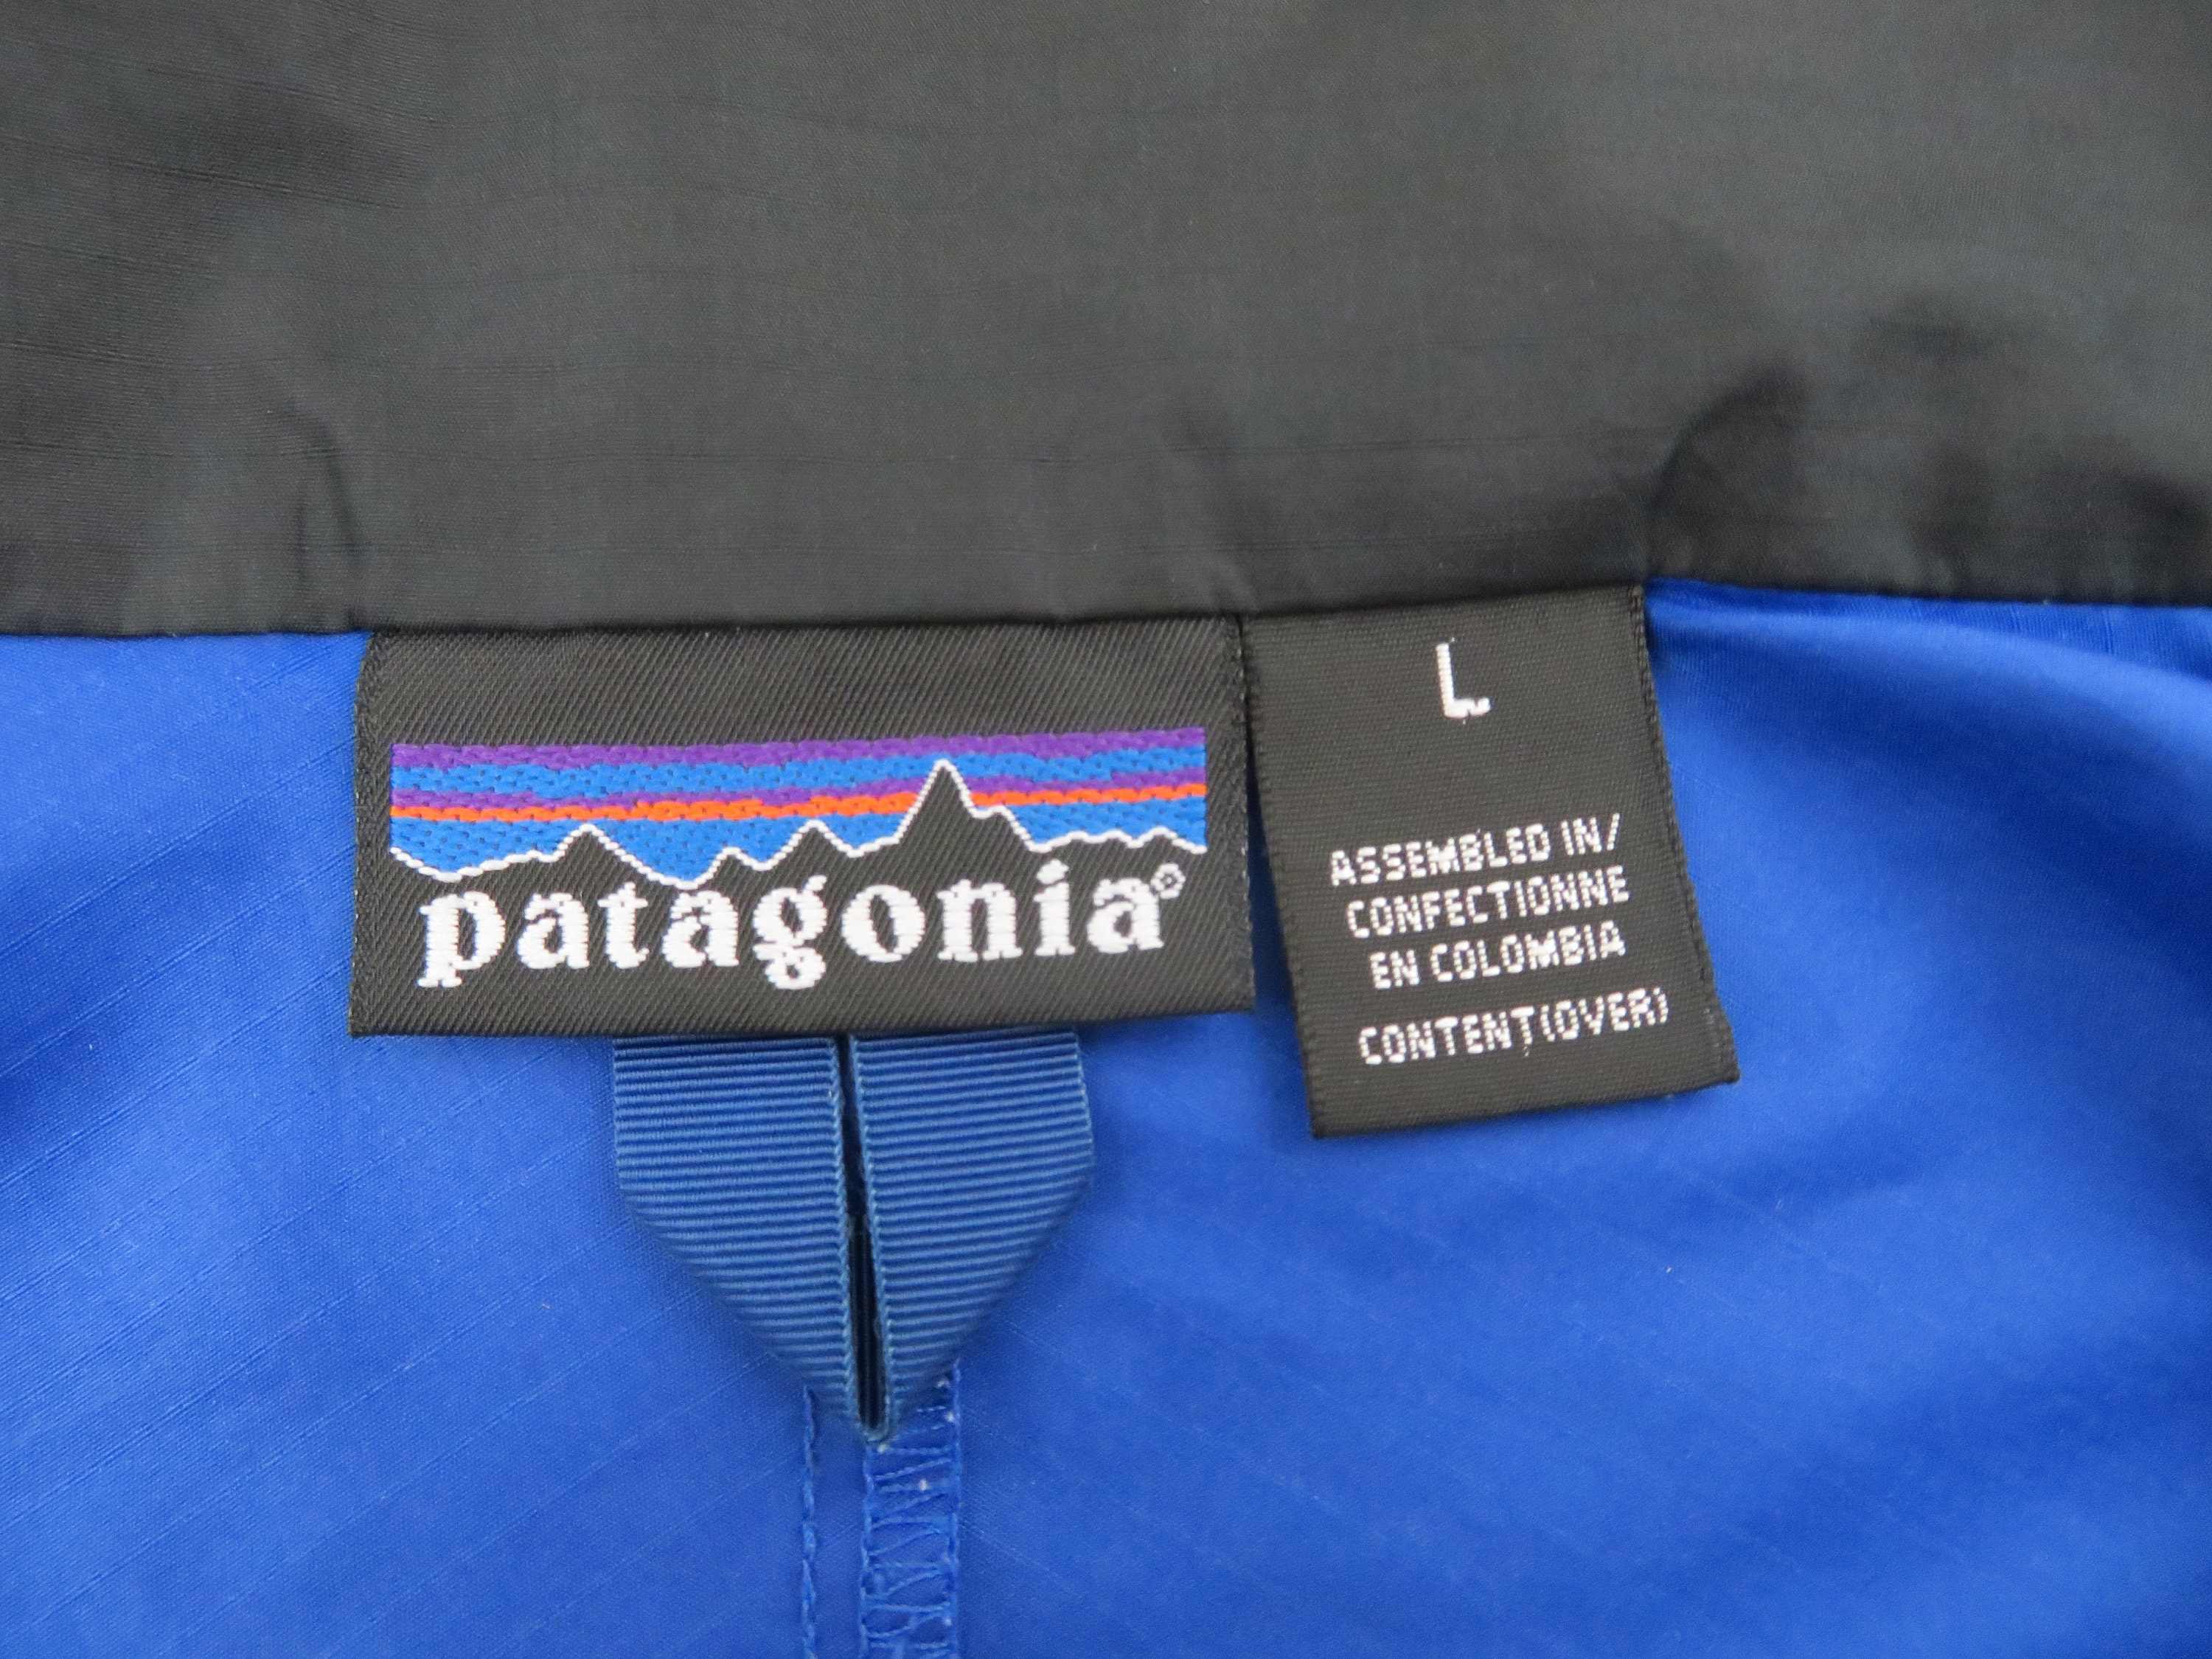 patagonia®
L
ASSEMBLED IN/
CONFECTIONNE
EN COLOMBIA
CONTENT(OVER)